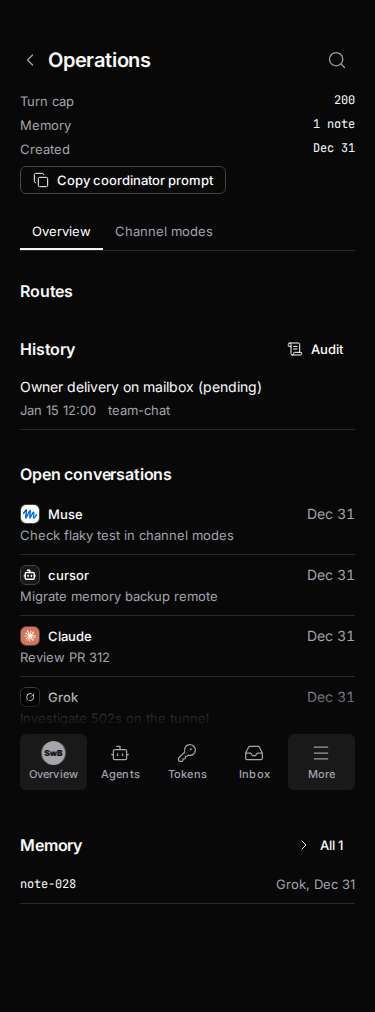 Operations
Turn cap 200
Memory 1 note
Created Dec 31
Copy coordinator prompt
Overview Channel modes
Routes
History Audit
Owner delivery on mailbox (pending)
Jan 15 12:00 team-chat
Open conversations
Muse Dec 31
Check flaky test in channel modes
cursor Dec 31
Migrate memory backup remote
Claude Dec 31
Review PR 312
Grok Dec 31
Investigate 502s on the tunnel
SwB
Overview Agents Tokens Inbox More
Memory All 1
note-028 Grok, Dec 31